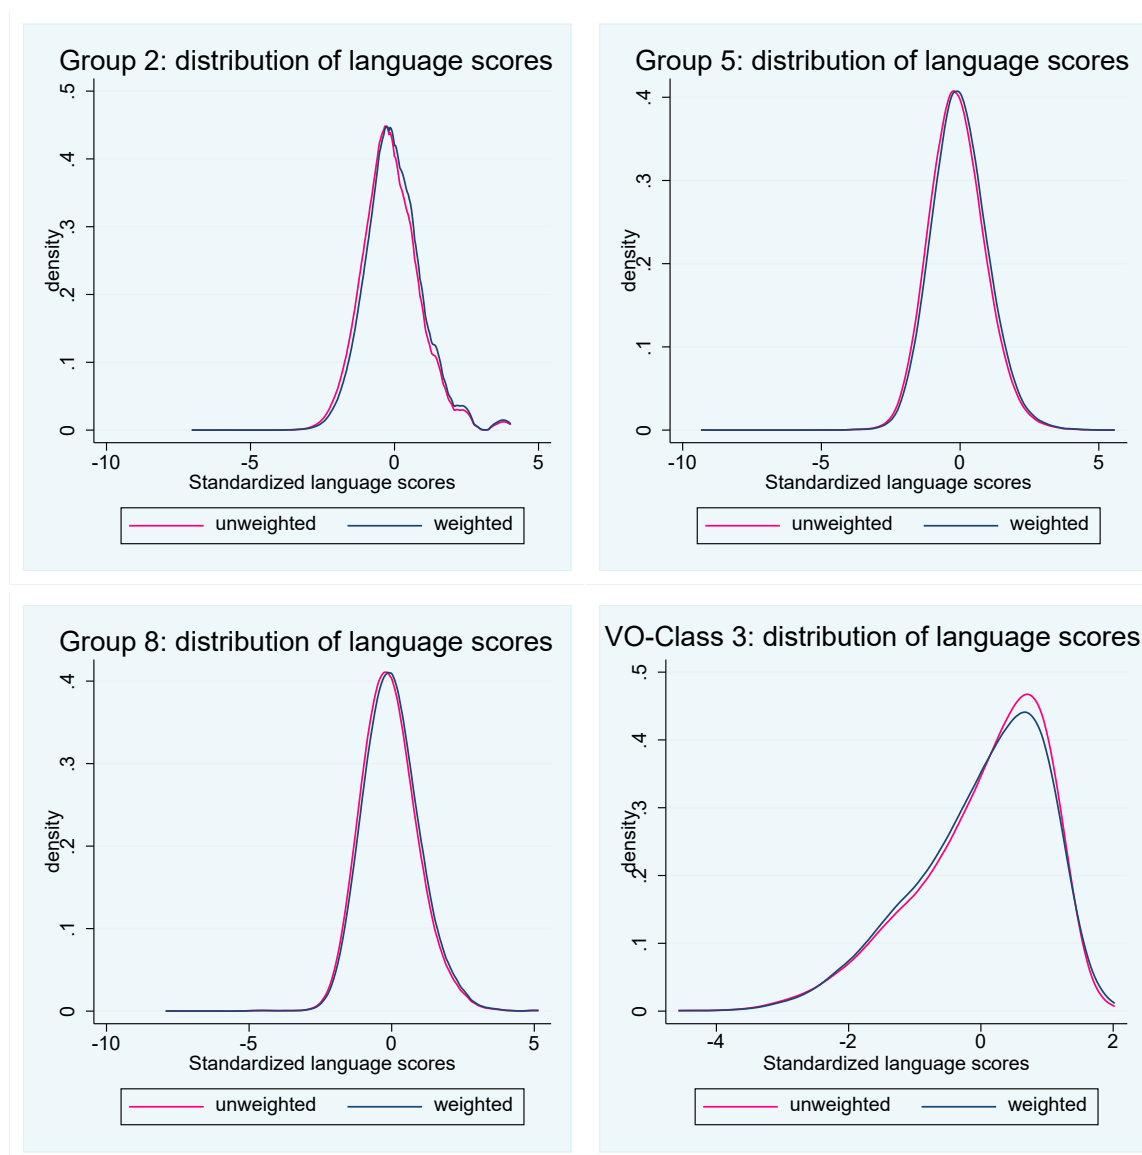 Group 2: distribution of language scores
.5
.4
.3
.2
.1
0
density
-10 -5 0 5
Standardized language scores
unweighted weighted
Group 5: distribution of language scores
.4
.3
.2
.1
0
density
-10 -5 0 5
Standardized language scores
unweighted weighted
Group 8: distribution of language scores
.4
.3
.2
.1
0
density
-10 -5 0 5
Standardized language scores
unweighted weighted
VO-Class 3: distribution of language scores
.5
.4
.3
.2
.1
0
density
-4 -2 0 2
Standardized language scores
unweighted weighted